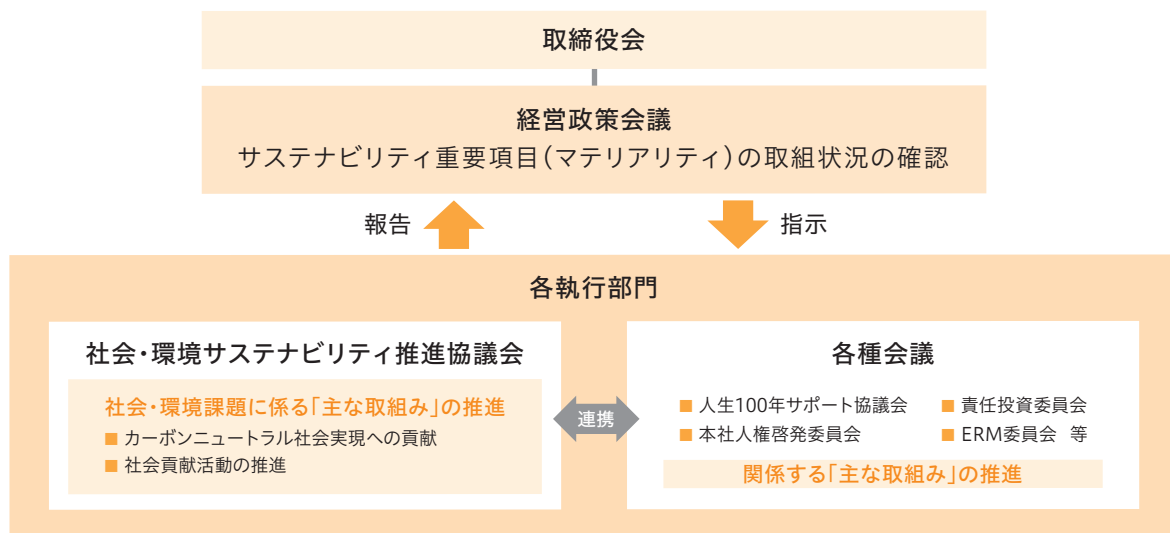 取締役会
経営政策会議
サステナビリティ重要項目(マテリアリティ)の取組状況の確認
報告
指示
各執行部門
社会・環境サステナビリティ推進協議会
社会・環境課題に係る「主な取組み」の推進
■ カーボンニュートラル社会実現への貢献
■ 社会貢献活動の推進
連携
各種会議
■ 人生100年サポート協議会 ■ 責任投資委員会
■ 本社人権啓発委員会 ■ ERM委員会 等
関係する「主な取組み」の推進